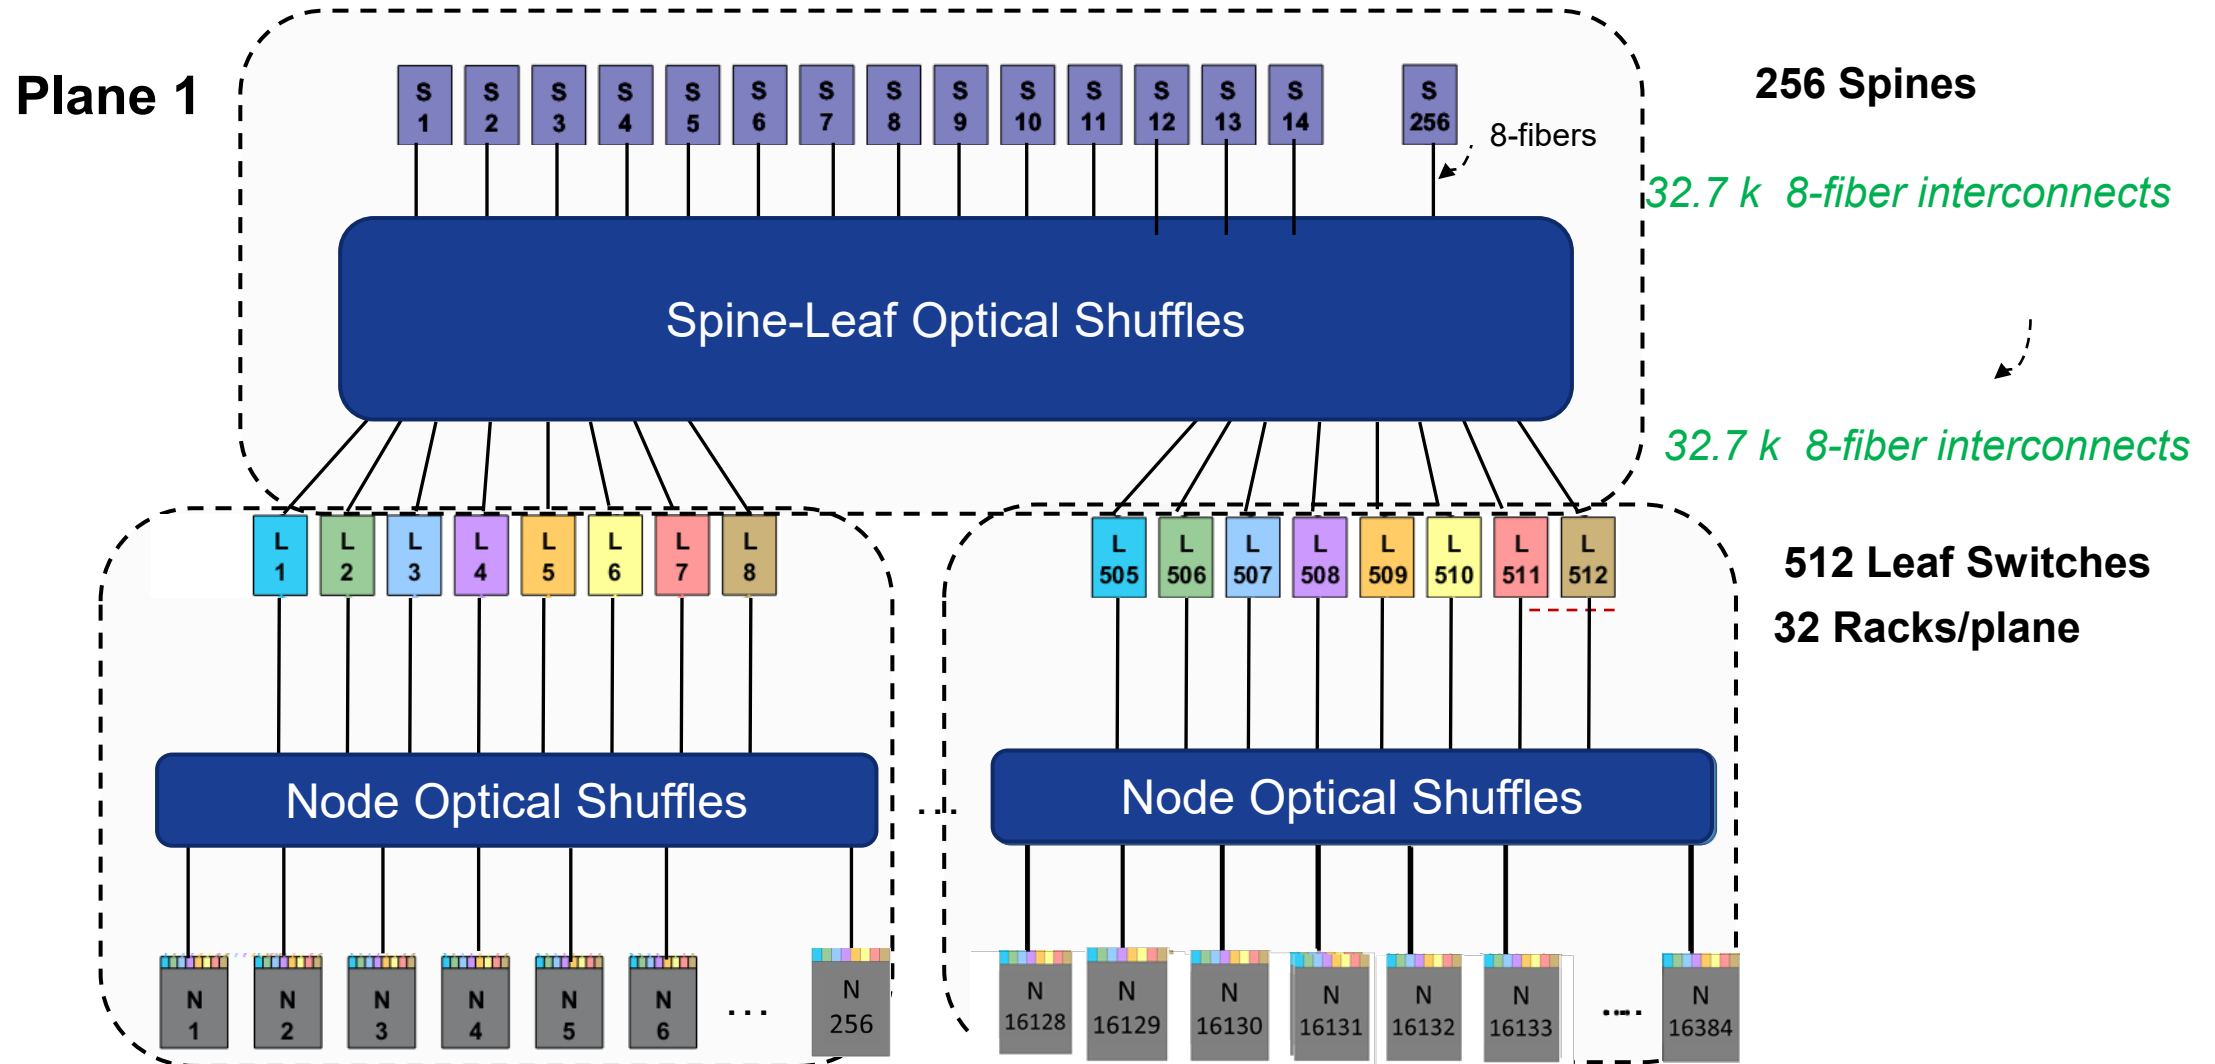 Plane 1
S 1
S 2
S 3
S 4
S 5
S 6
S 7
S 8
S 9
S 10
S 11
S 12
S 13
S 14
S 256
256 Spines
8-fibers
32.7 k 8-fiber interconnects
Spine-Leaf Optical Shuffles
32.7 k 8-fiber interconnects
L 1
L 2
L 3
L 4
L 5
L 6
L 7
L 8
L 505
L 506
L 507
L 508
L 509
L 510
L 511
L 512
512 Leaf Switches
32 Racks/plane
Node Optical Shuffles
...
Node Optical Shuffles
N 1
N 2
N 3
N 4
N 5
N 6
...
N 256
N 16128
N 16129
N 16130
N 16131
N 16132
N 16133
....
N 16384